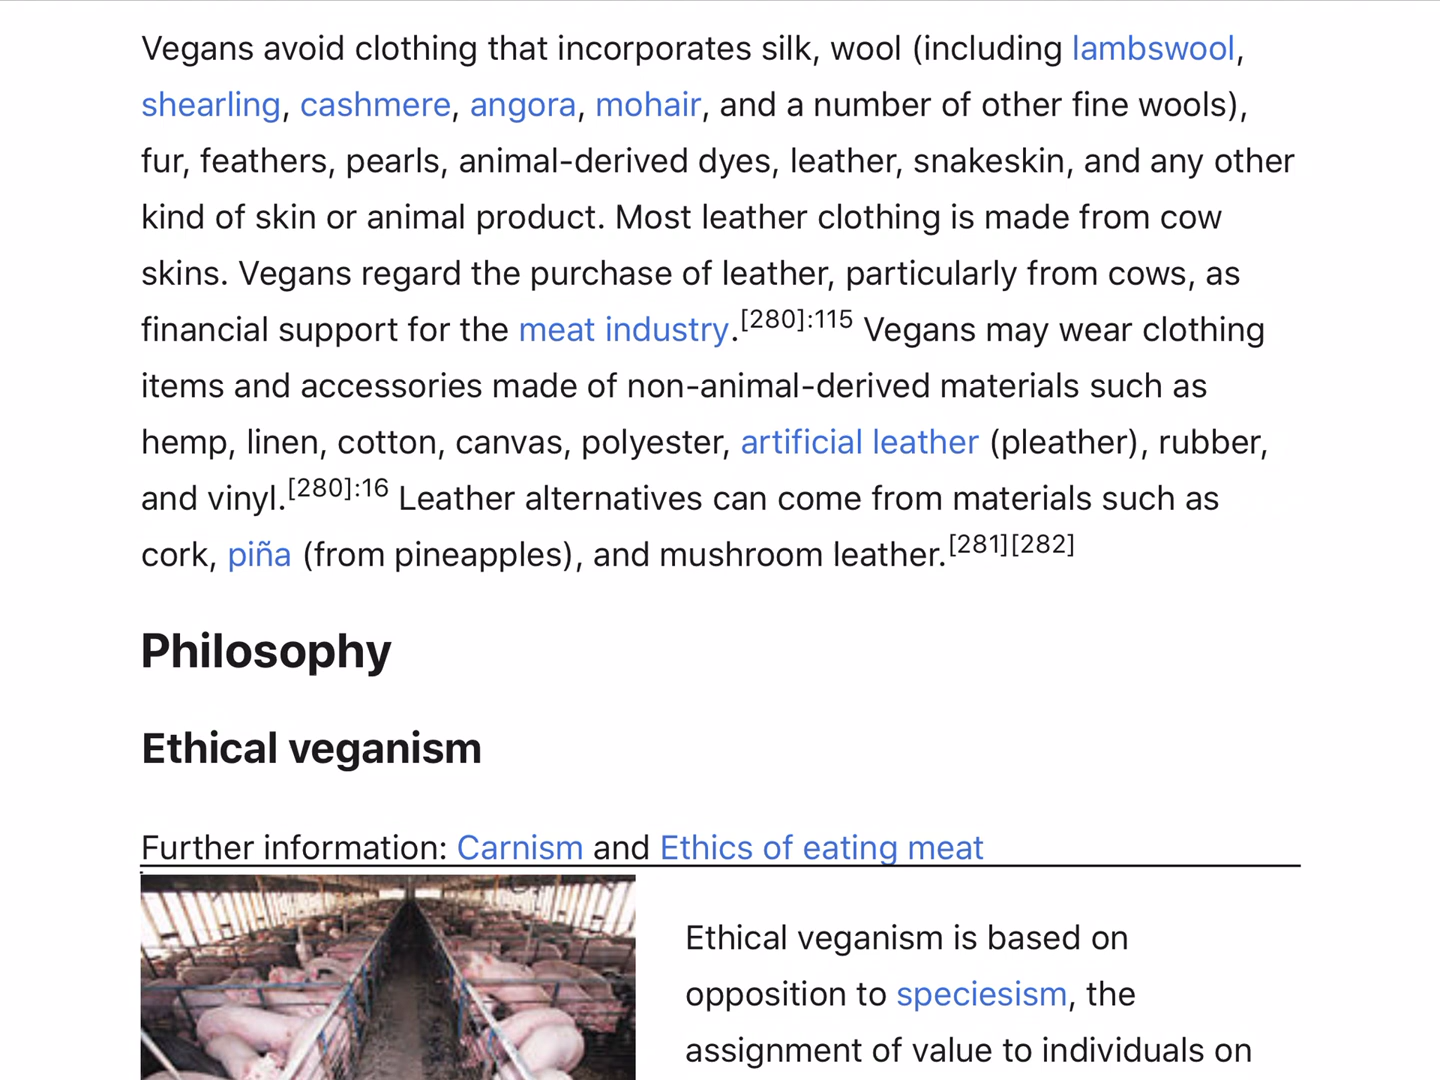 Vegans avoid clothing that incorporates silk, wool (including lambswool,
shearling, cashmere, angora, mohair, and a number of other fine wools),
fur, feathers, pearls, animal-derived dyes, leather, snakeskin, and any other
kind of skin or animal product. Most leather clothing is made from cow
skins. Vegans regard the purchase of leather, particularly from cows, as
financial support for the meat industry.[280]:115 Vegans may wear clothing
items and accessories made of non-animal-derived materials such as
hemp, linen, cotton, canvas, polyester, artificial leather (pleather), rubber,
and vinyl.[280]:16 Leather alternatives can come from materials such as
cork, piña (from pineapples), and mushroom leather.[281][282]
Philosophy
Ethical veganism
Further information: Carnism and Ethics of eating meat
Ethical veganism is based on
opposition to speciesism, the
assignment of value to individuals on